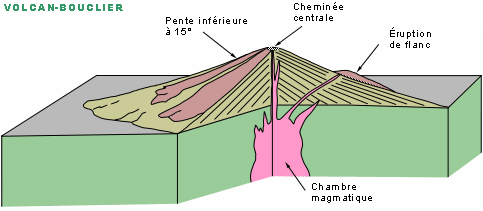 VOLCAN-BOUCLIER
Pente inférieure
à 15°
Cheminée
centrale
Éruption
de flanc
Chambre
magmatique